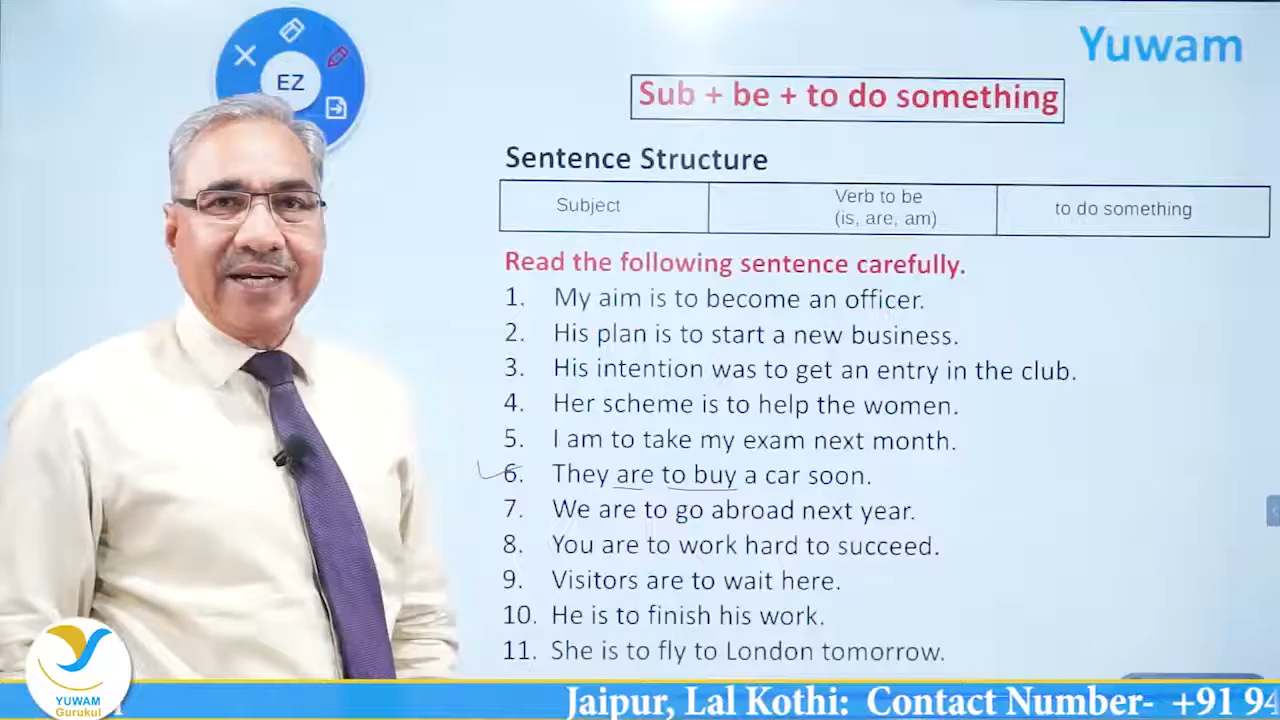 EZ
Yuwam
Sub + be + to do something
Sentence Structure
Subject
Verb to be
(is, are, am)
to do something
Read the following sentence carefully.
1. My aim is to become an officer.
2. His plan is to start a new business.
3. His intention was to get an entry in the club.
4. Her scheme is to help the women.
5. I am to take my exam next month.
6. They are to buy a car soon.
7. We are to go abroad next year.
8. You are to work hard to succeed.
9. Visitors are to wait here.
10. He is to finish his work.
11. She is to fly to London tomorrow.
YUWAM
Gurukul
Jaipur, Lal Kothi: Contact Number- +91 94